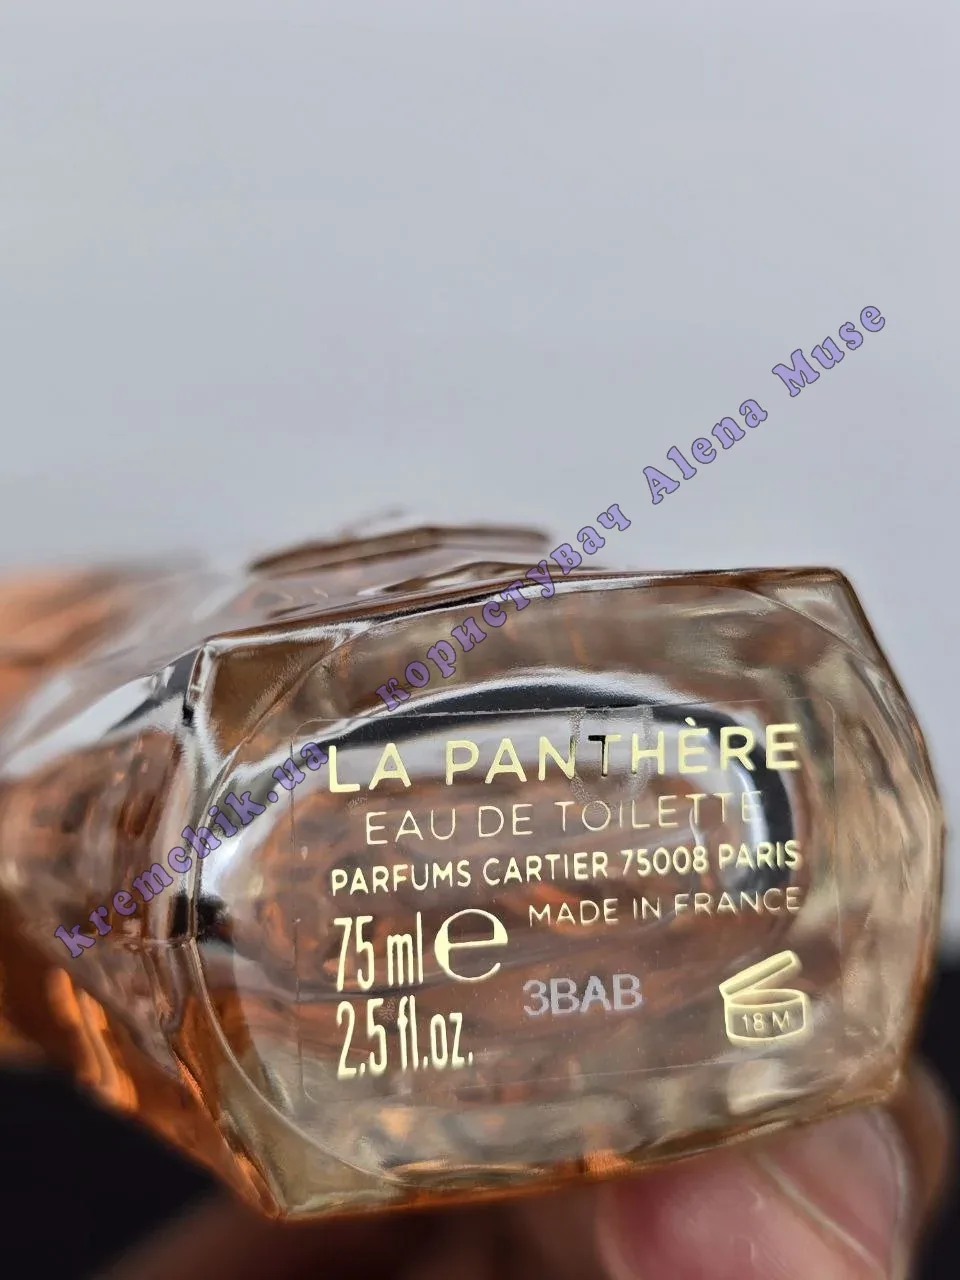 LA PANTHÈRE
EAU DE TOILETTE
PARFUMS CARTIER 75008 PARIS
75 ml e MADE IN FRANCE
2.5 fl.oz.
3BAB
18 M
kremchik.ua користувач Alena Muse